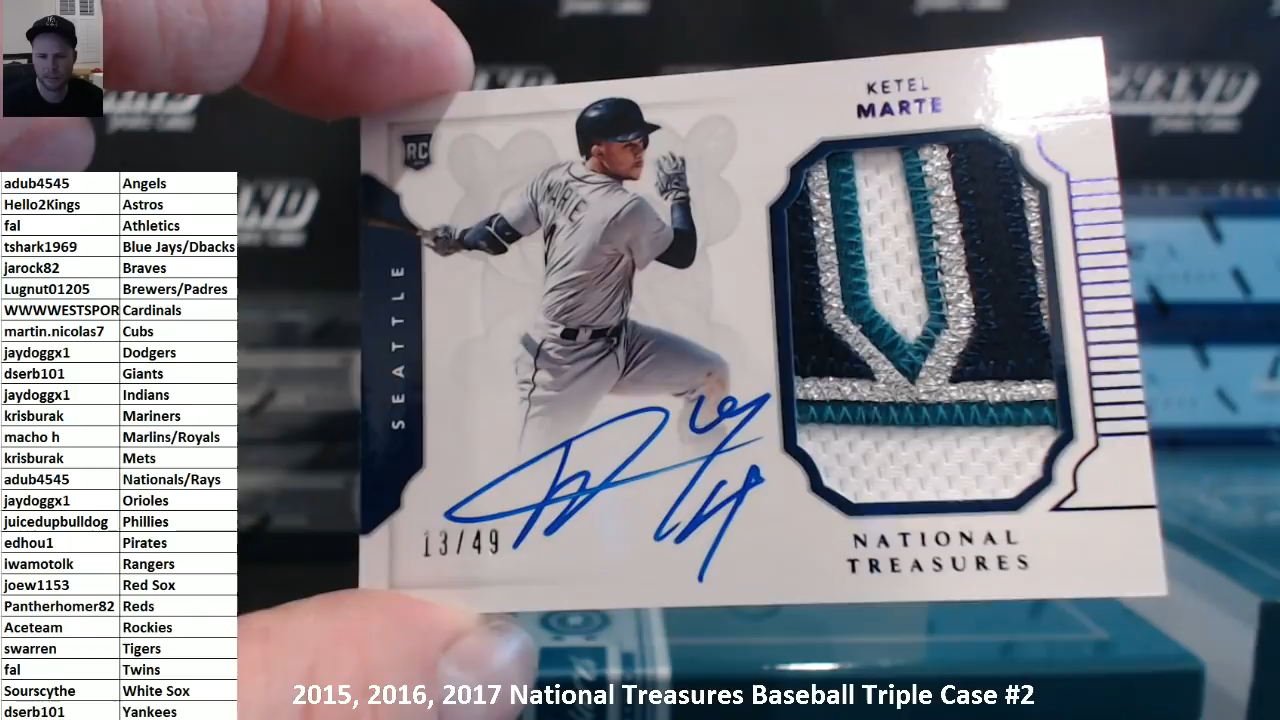 KETEL
MARTE
RC
MARTE
SEATTLE
13/49
NATIONAL
TREASURES
adub4545 Angels
Hello2Kings Astros
fal Athletics
tshark1969 Blue Jays/Dbacks
jarock82 Braves
Lugnut01205 Brewers/Padres
WWWWESTSPOR Cardinals
martin.nicolas7 Cubs
jaydoggx1 Dodgers
dserb101 Giants
jaydoggx1 Indians
krisburak Mariners
macho h Marlins/Royals
krisburak Mets
adub4545 Nationals/Rays
jaydoggx1 Orioles
juicedupbulldog Phillies
edhou1 Pirates
iwamotolk Rangers
joew1153 Red Sox
Pantherhomer82 Reds
Aceteam Rockies
swarren Tigers
fal Twins
Sourscythe White Sox
dserb101 Yankees
2015, 2016, 2017 National Treasures Baseball Triple Case #2